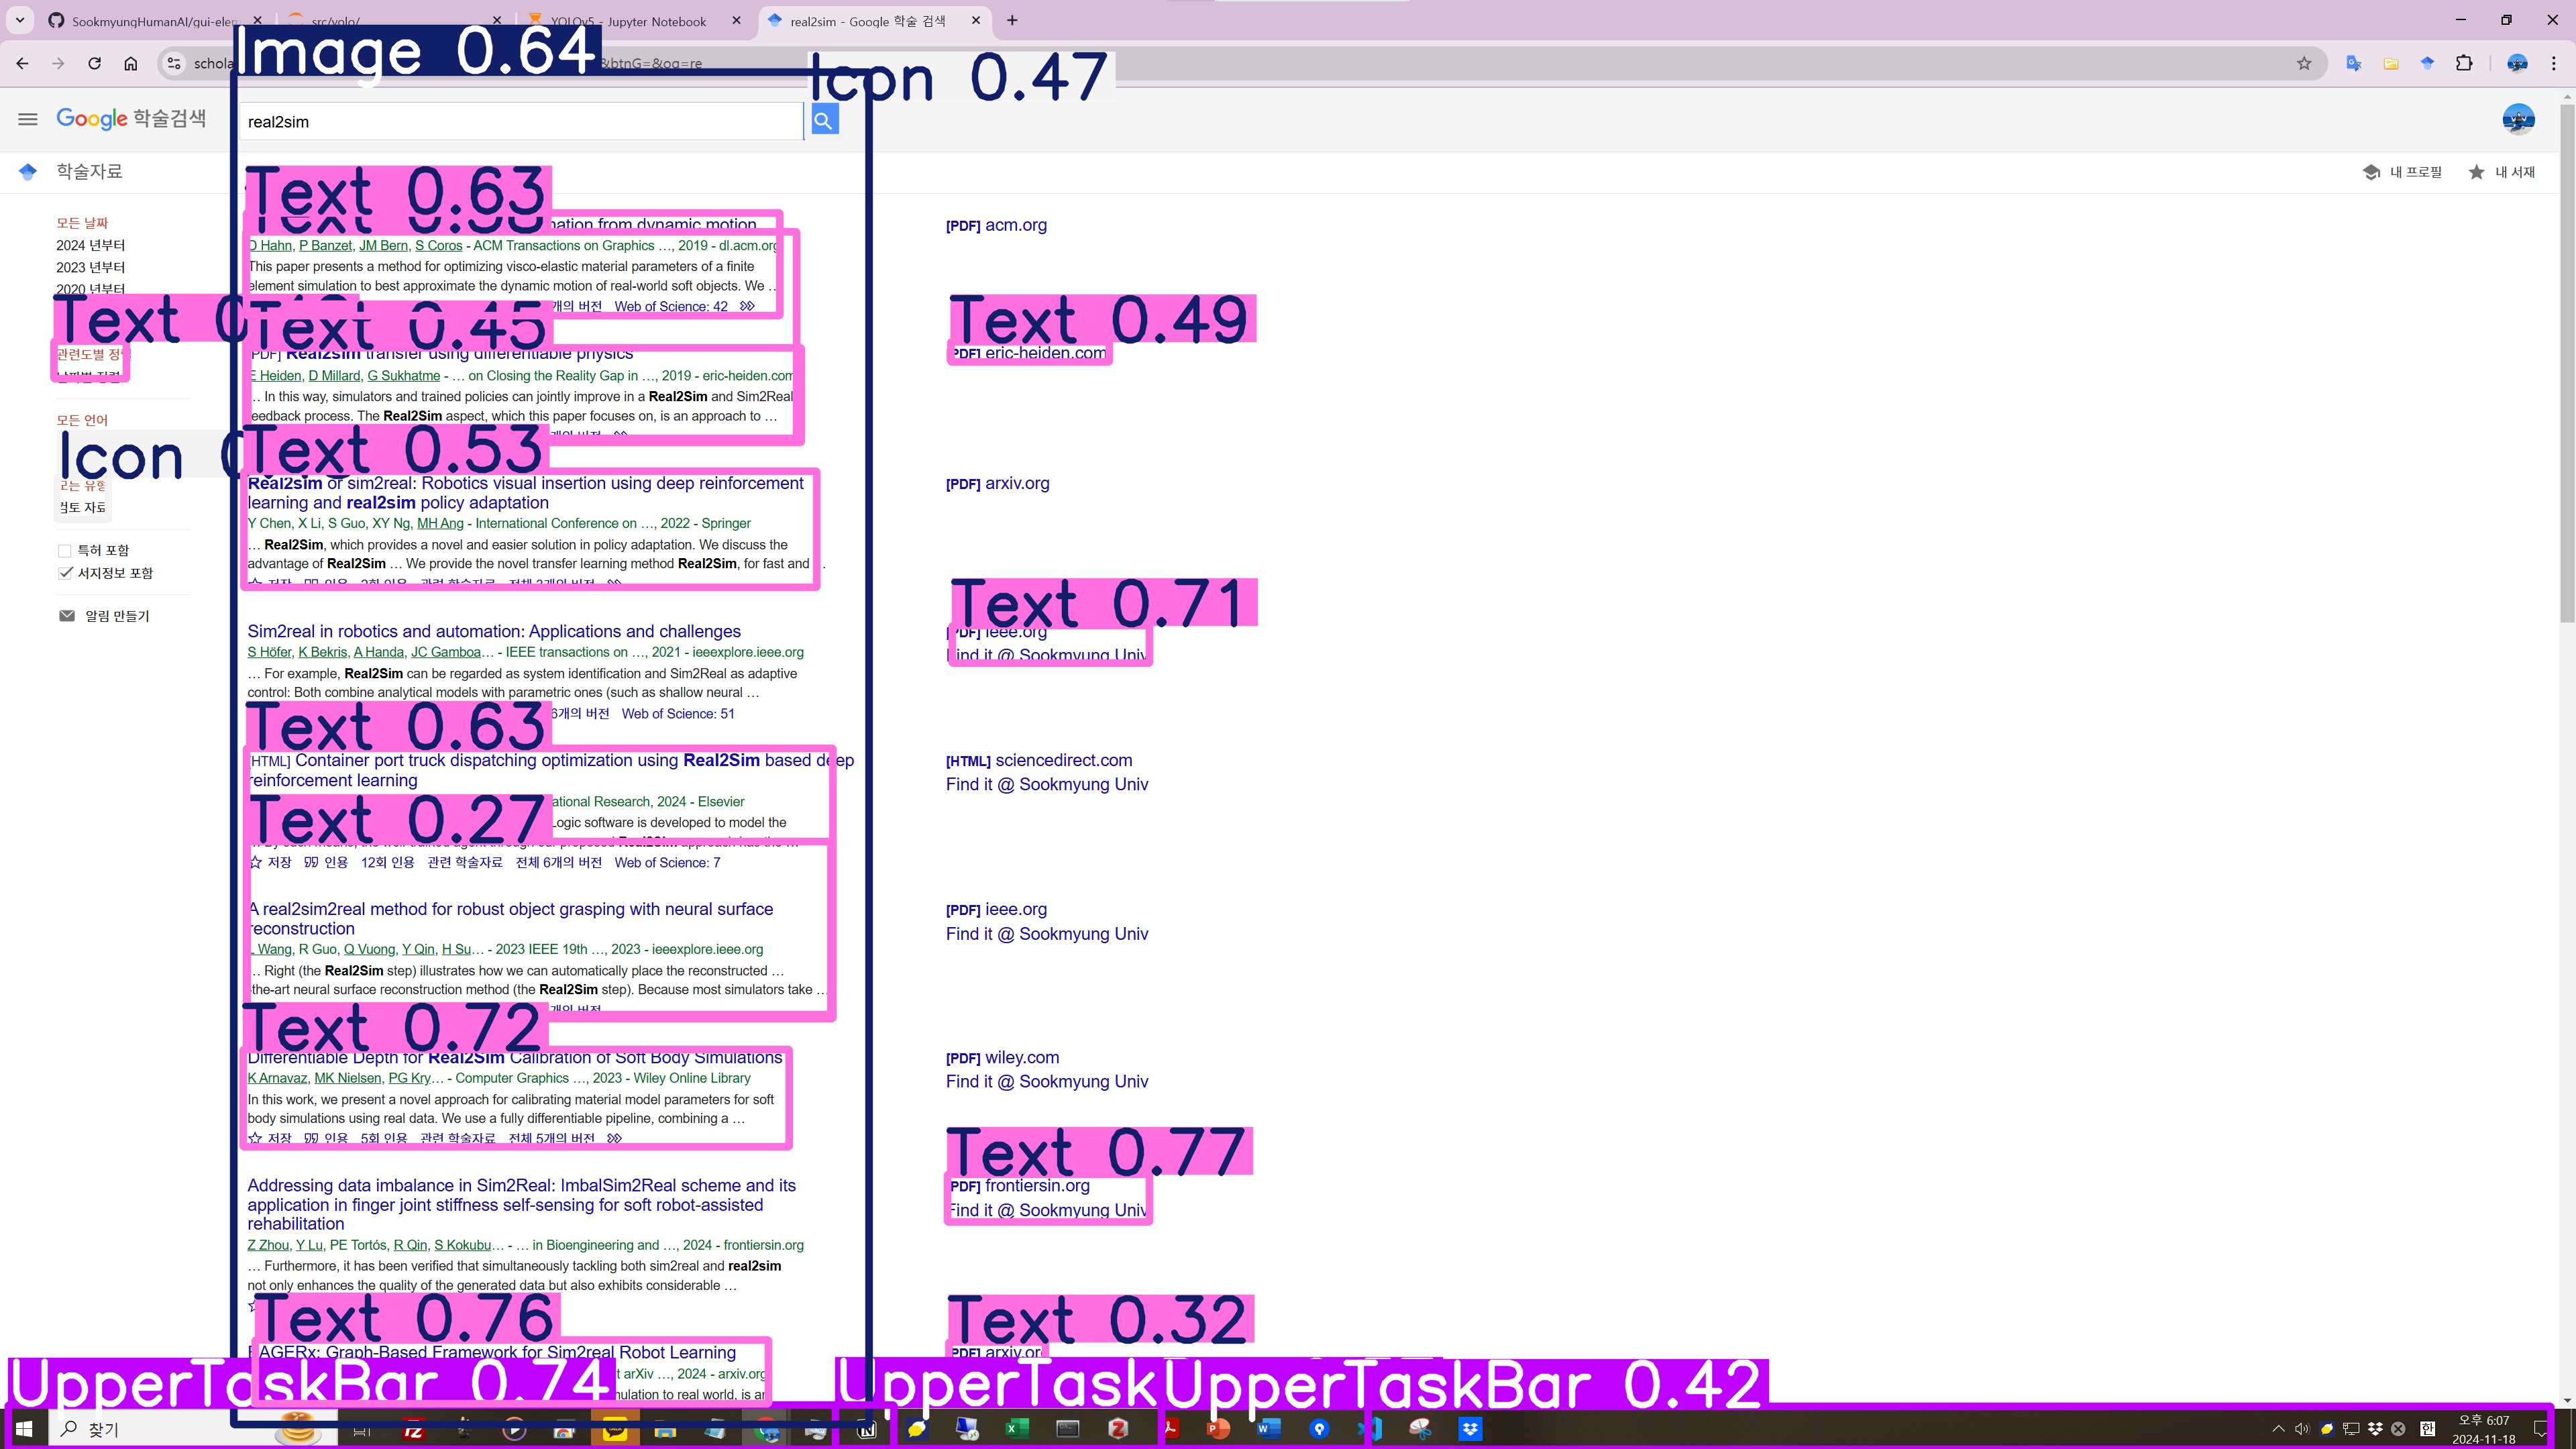 SookmyungHumanAI/gui-elen
src/yolo/
YOLOv5 - Jupyter Notebook
real2sim - Google 학술 검색
&btnG=&oq=re
Image 0.64
Icon 0.47
Google 학술검색
real2sim
학술자료
내 프로필
내 서재
모든 날짜
2024 년부터
2023 년부터
2020 년부터
모든 언어
검토 자료
특허 포함
서지정보 포함
알림 만들기
Text 0.63
from dynamic motion
D Hahn, P Banzet, JM Bern, S Coros - ACM Transactions on Graphics …, 2019 - dl.acm.org
This paper presents a method for optimizing visco-elastic material parameters of a finite
element simulation to best approximate the dynamic motion of real-world soft objects. We …
개의 버전 Web of Science: 42
[PDF] acm.org
Text 0.45
[PDF] Real2sim transfer using differentiable physics
E Heiden, D Millard, G Sukhatme - … on Closing the Reality Gap in …, 2019 - eric-heiden.com
… In this way, simulators and trained policies can jointly improve in a Real2Sim and Sim2Real
feedback process. The Real2Sim aspect, which this paper focuses on, is an approach to …
Text 0.49
[PDF] eric-heiden.com
Text 0.53
Real2sim or sim2real: Robotics visual insertion using deep reinforcement
learning and real2sim policy adaptation
Y Chen, X Li, S Guo, XY Ng, MH Ang - International Conference on …, 2022 - Springer
… Real2Sim, which provides a novel and easier solution in policy adaptation. We discuss the
advantage of Real2Sim … We provide the novel transfer learning method Real2Sim, for fast and …
[PDF] arxiv.org
Sim2real in robotics and automation: Applications and challenges
S Höfer, K Bekris, A Handa, JC Gamboa… - IEEE transactions on …, 2021 - ieeexplore.ieee.org
… For example, Real2Sim can be regarded as system identification and Sim2Real as adaptive
control: Both combine analytical models with parametric ones (such as shallow neural …
6개의 버전 Web of Science: 51
Text 0.71
[PDF] ieee.org
Find it @ Sookmyung Univ
Text 0.63
[HTML] Container port truck dispatching optimization using Real2Sim based deep
reinforcement learning
Research, 2024 - Elsevier
Logic software is developed to model the
☆ 저장 인용 12회 인용 관련 학술자료 전체 6개의 버전 Web of Science: 7
[HTML] sciencedirect.com
Find it @ Sookmyung Univ
Text 0.27
A real2sim2real method for robust object grasping with neural surface
reconstruction
L Wang, R Guo, Q Vuong, Y Qin, H Su… - 2023 IEEE 19th …, 2023 - ieeexplore.ieee.org
… Right (the Real2Sim step) illustrates how we can automatically place the reconstructed …
-the-art neural surface reconstruction method (the Real2Sim step). Because most simulators take …
[PDF] ieee.org
Find it @ Sookmyung Univ
Text 0.72
Differentiable Depth for Real2Sim Calibration of Soft Body Simulations
K Arnavaz, MK Nielsen, PG Kry… - Computer Graphics …, 2023 - Wiley Online Library
In this work, we present a novel approach for calibrating material model parameters for soft
body simulations using real data. We use a fully differentiable pipeline, combining a …
☆ 저장 인용 5회 인용 관련 학술자료 전체 5개의 버전
[PDF] wiley.com
Find it @ Sookmyung Univ
Addressing data imbalance in Sim2Real: ImbalSim2Real scheme and its
application in finger joint stiffness self-sensing for soft robot-assisted
rehabilitation
Z Zhou, Y Lu, PE Tortós, R Qin, S Kokubu… - … in Bioengineering and …, 2024 - frontiersin.org
… Furthermore, it has been verified that simultaneously tackling both sim2real and real2sim
not only enhances the quality of the generated data but also exhibits considerable …
Text 0.77
[PDF] frontiersin.org
Find it @ Sookmyung Univ
Text 0.76
EAGERx: Graph-Based Framework for Sim2real Robot Learning
arXiv …, 2024 - arxiv.org
to real world, is an
Text 0.32
[PDF] arxiv.org
UpperTaskBar 0.74
UpperTask
UpperTaskBar 0.42
찾기
오후 6:07
2024-11-18